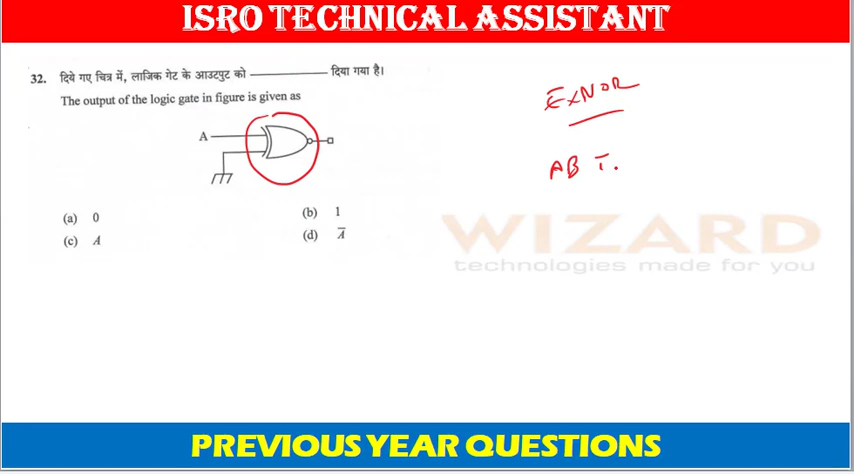 ISRO TECHNICAL ASSISTANT
32. दिये गए चित्र में, लाजिक गेट के आउटपुट को ——————— दिया गया है।
The output of the logic gate in figure is given as
A
(a) 0
(b) 1
(c) A
(d) A̅
EXNOR
AB
WIZARD
technologies made for you
PREVIOUS YEAR QUESTIONS